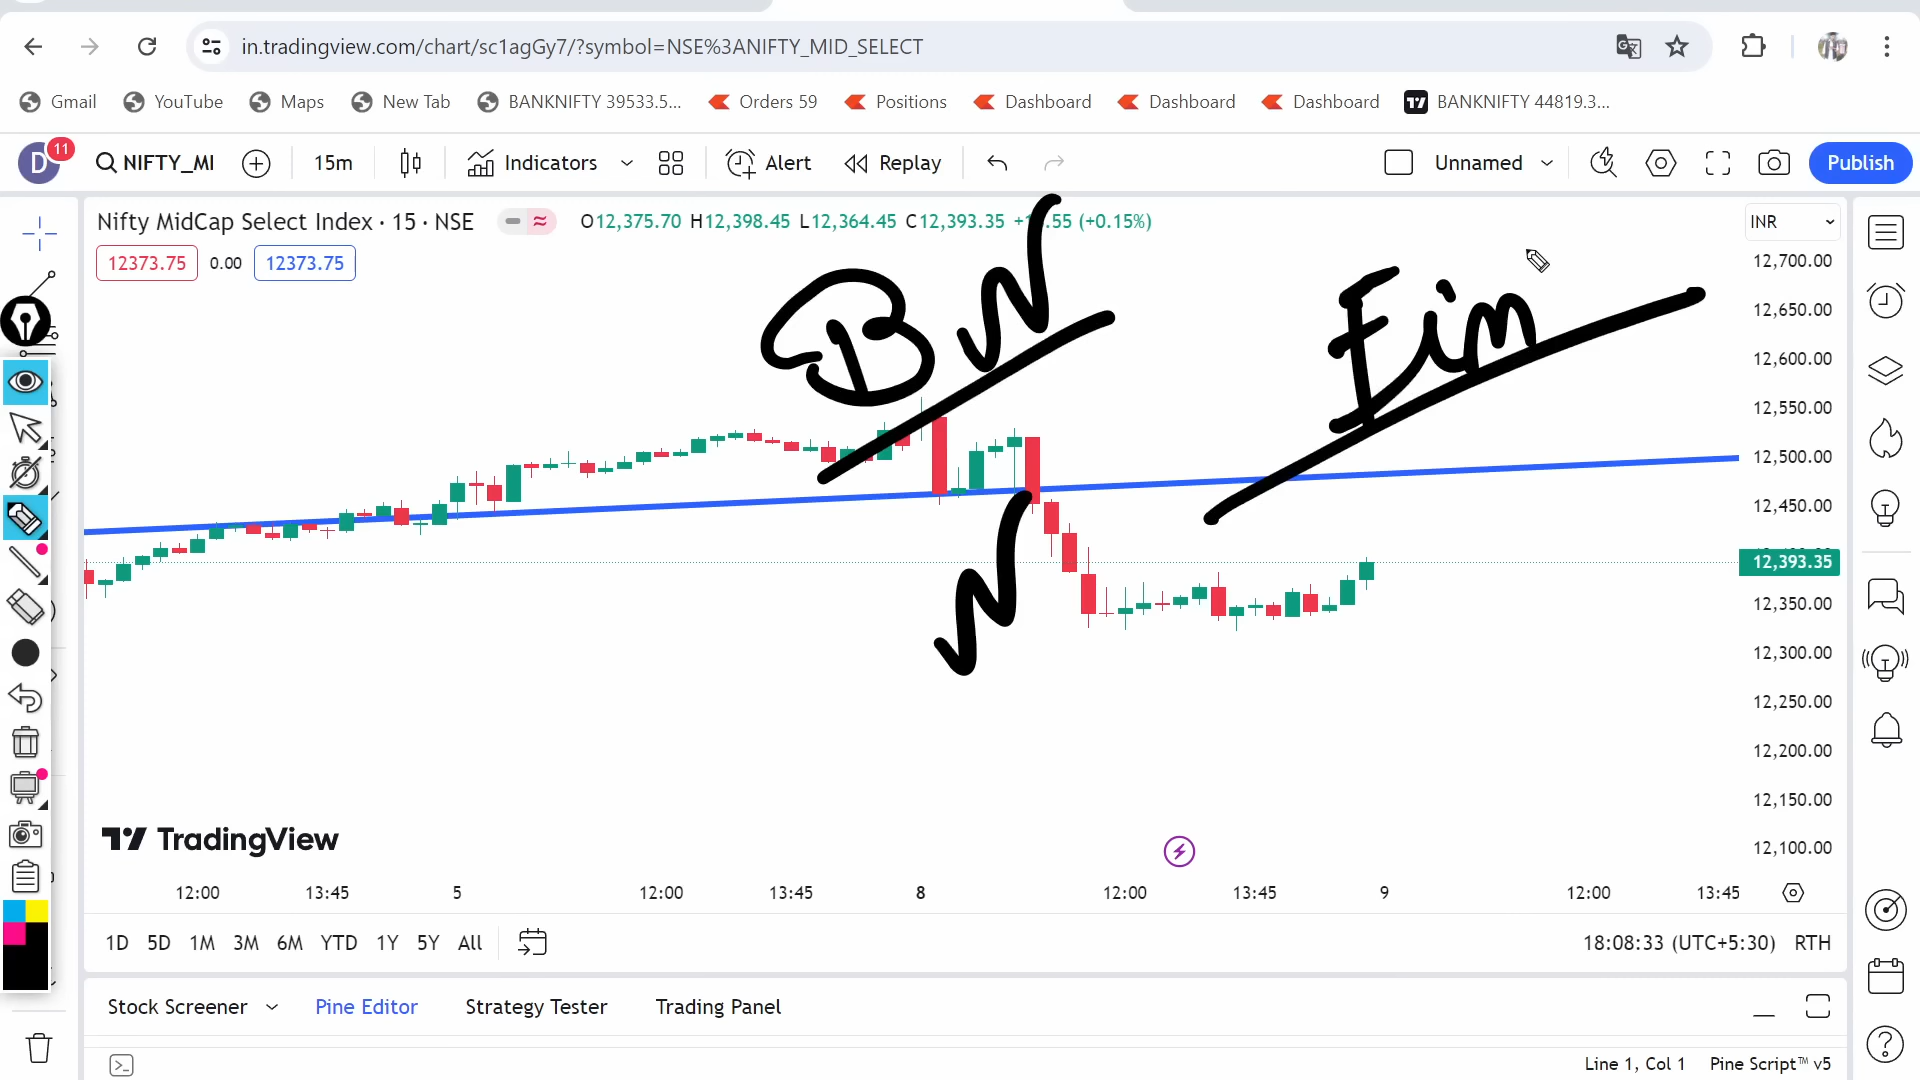 in.tradingview.com/chart/sc1agGy7/?symbol=NSE%3ANIFTY_MID_SELECT
Gmail YouTube Maps New Tab BANKNIFTY 39533.5... Orders 59 Positions Dashboard Dashboard Dashboard BANKNIFTY 44819.3...
D 11 NIFTY_MI 15m Indicators Alert Replay Unnamed Publish
Nifty MidCap Select Index · 15 · NSE O12,375.70 H12,398.45 L12,364.45 C12,393.35 (+0.15%) INR
12373.75 0.00 12373.75
12,700.00
12,650.00
12,600.00
12,550.00
12,500.00
12,450.00
12,393.35
12,350.00
12,300.00
12,250.00
12,200.00
12,150.00
12,100.00
BN
Fin
N
TradingView
12:00 13:45 5 12:00 13:45 8 12:00 13:45 9 12:00 13:45
1D 5D 1M 3M 6M YTD 1Y 5Y All 18:08:33 (UTC+5:30) RTH
Stock Screener Pine Editor Strategy Tester Trading Panel
Line 1, Col 1 Pine Script™ v5